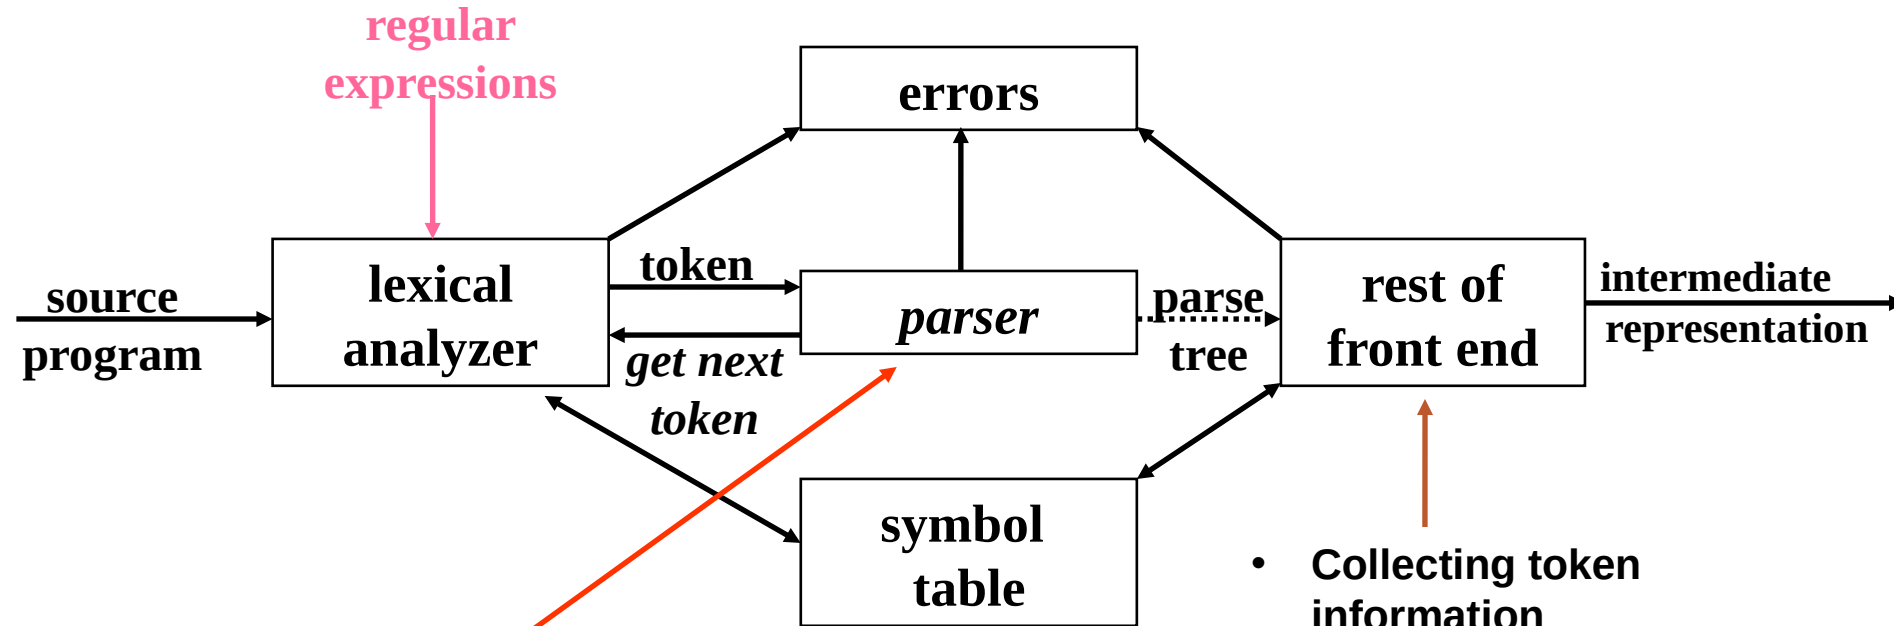 regular
expressions
errors
source
program
lexical
analyzer
token
get next
token
parser
parse
tree
rest of
front end
intermediate
representation
symbol
table
• Collecting token
information